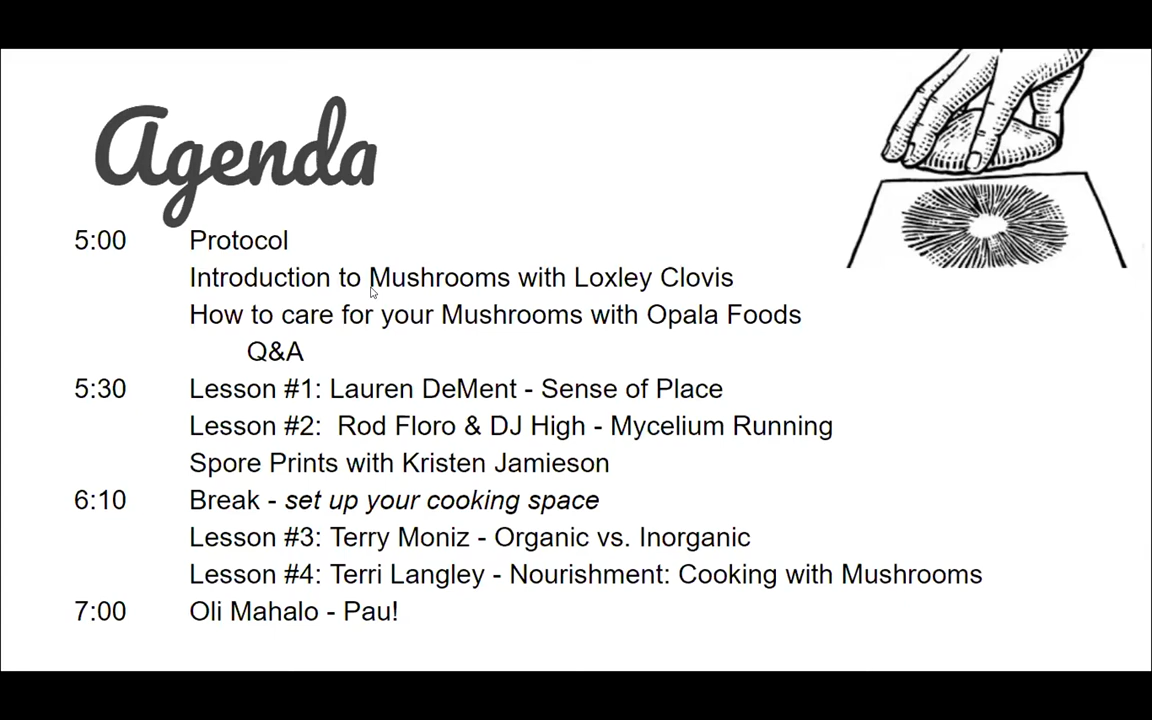 Agenda
5:00 Protocol
Introduction to Mushrooms with Loxley Clovis
How to care for your Mushrooms with Opala Foods
Q&A
5:30 Lesson #1: Lauren DeMent - Sense of Place
Lesson #2: Rod Floro & DJ High - Mycelium Running
Spore Prints with Kristen Jamieson
6:10 Break - set up your cooking space
Lesson #3: Terry Moniz - Organic vs. Inorganic
Lesson #4: Terri Langley - Nourishment: Cooking with Mushrooms
7:00 Oli Mahalo - Pau!